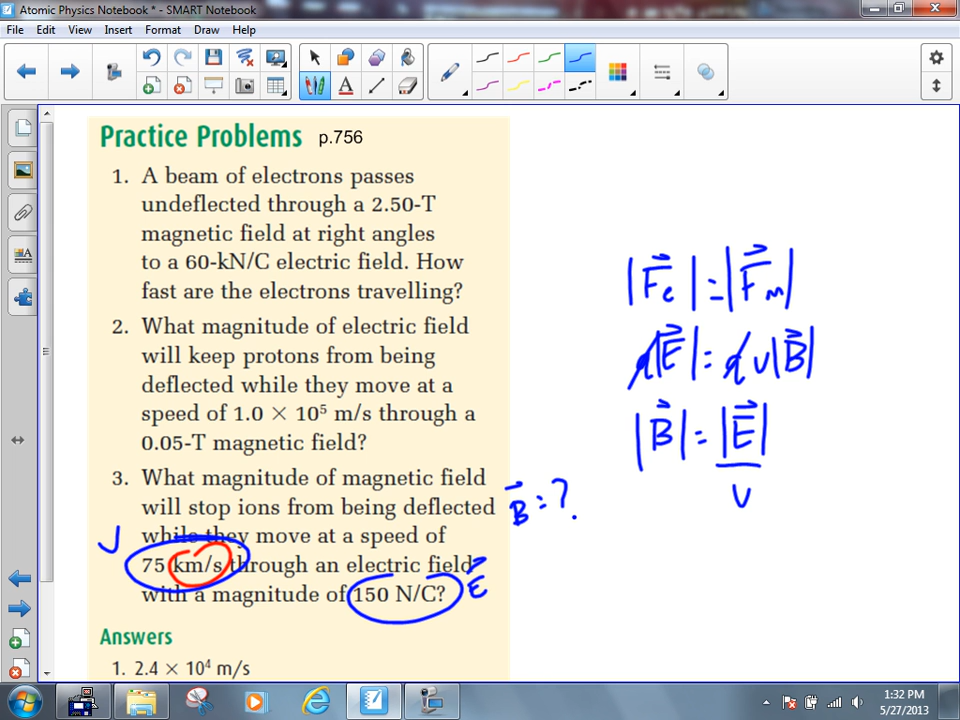 Atomic Physics Notebook * - SMART Notebook
File Edit View Insert Format Draw Help
Practice Problems p.756
1. A beam of electrons passes
undeflected through a 2.50-T
magnetic field at right angles
to a 60-kN/C electric field. How
fast are the electrons travelling?
2. What magnitude of electric field
will keep protons from being
deflected while they move at a
speed of 1.0 × 10⁵ m/s through a
0.05-T magnetic field?
3. What magnitude of magnetic field
will stop ions from being deflected
while they move at a speed of
75 km/s through an electric field
with a magnitude of 150 N/C?
Answers
1. 2.4 × 10⁴ m/s
v
E⃗
B⃗ = ?
|F⃗e| = |F⃗m|
q|E⃗| = qv|B⃗|
|B⃗| = |E⃗|
v
1:32 PM
5/27/2013